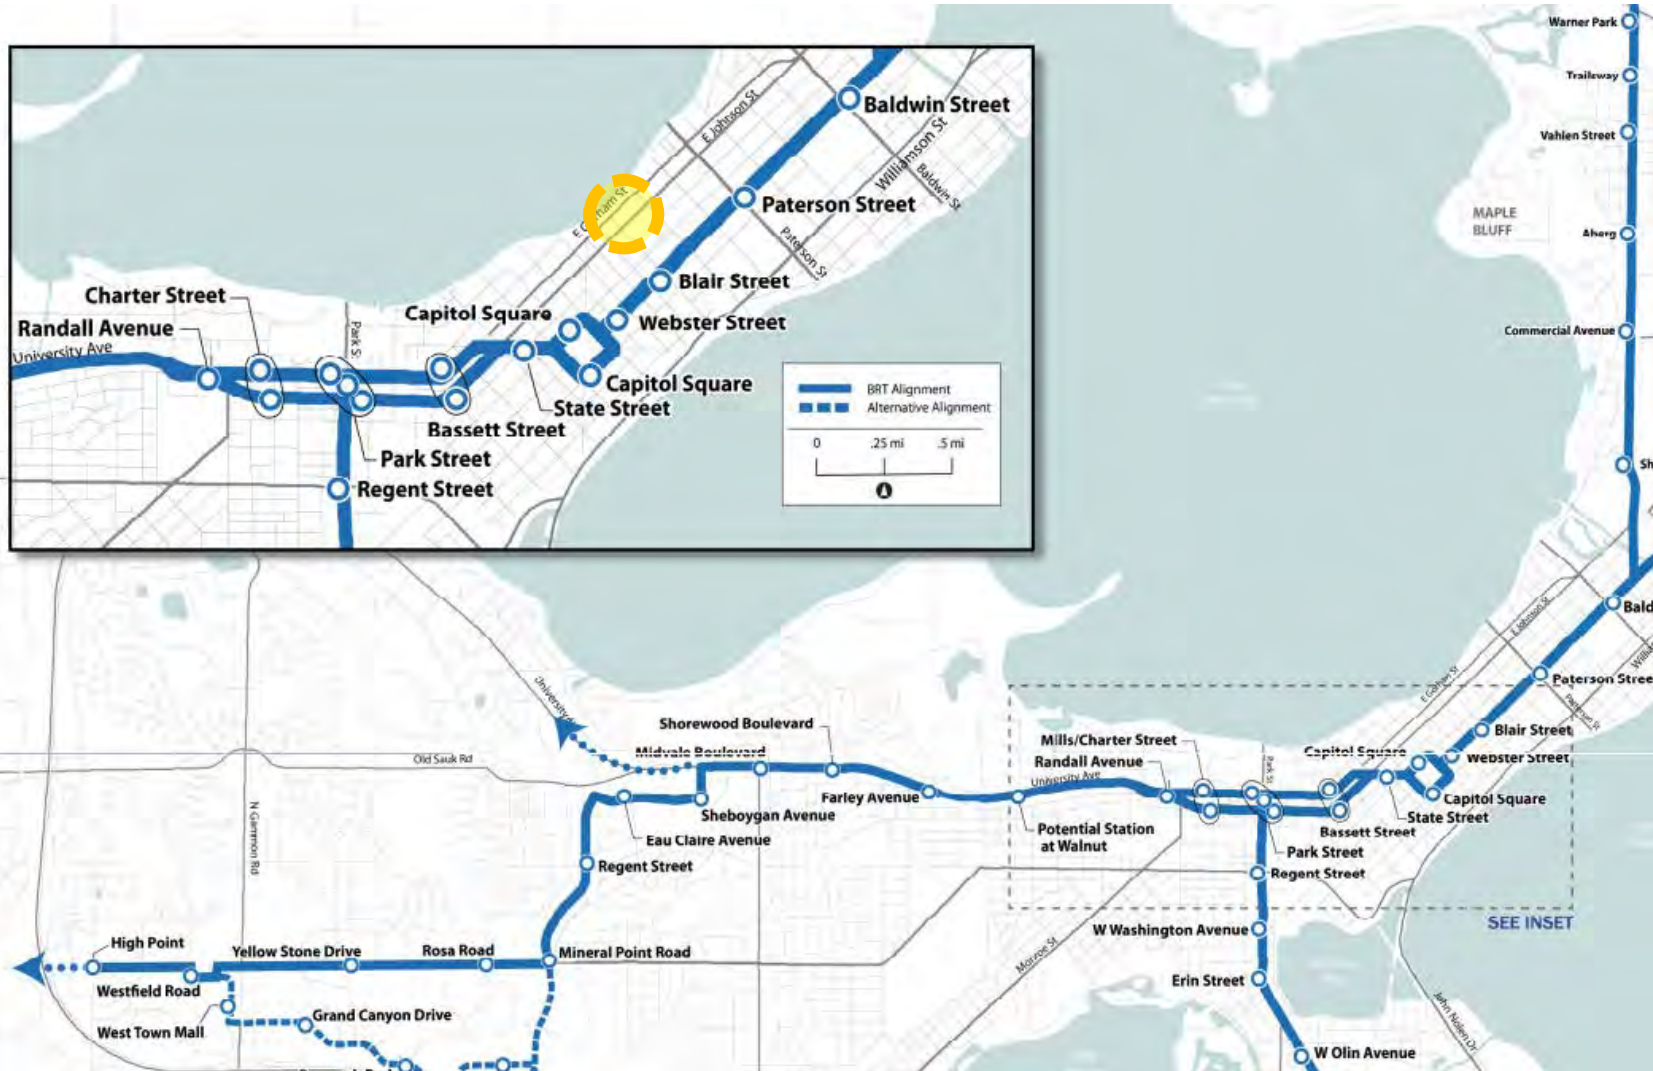 Warner Park
Trailsway
Vahlen Street
MAPLE
BLUFF
Aberg
Commercial Avenue
Sh
E Johnson St
Baldwin Street
Williamson St
Baldwin St
Paterson Street
Paterson St
Blair Street
Charter Street
Randall Avenue
University Ave
Park St
Capitol Square
Webster Street
Capitol Square
State Street
Bassett Street
Park Street
Regent Street
BRT Alignment
Alternative Alignment
0 .25 mi .5 mi
University
Shorewood Boulevard
Midvale Boulevard
Old Sauk Rd
N Gammon Rd
Farley Avenue
Sheboygan Avenue
Eau Claire Avenue
Regent Street
Mills/Charter Street
Randall Avenue
University Ave
Park St
Potential Station
at Walnut
E Johnson St
E Gorham St
Bald
Willia
Paterson Stree
Paterson St
Blair Street
Capitol Square
Webster Street
Capitol Square
State Street
Bassett Street
Park Street
Regent Street
SEE INSET
W Washington Avenue
Monroe St
Erin Street
John Nolen Dr
W Olin Avenue
High Point
Yellow Stone Drive
Rosa Road
Mineral Point Road
Westfield Road
West Town Mall
Grand Canyon Drive